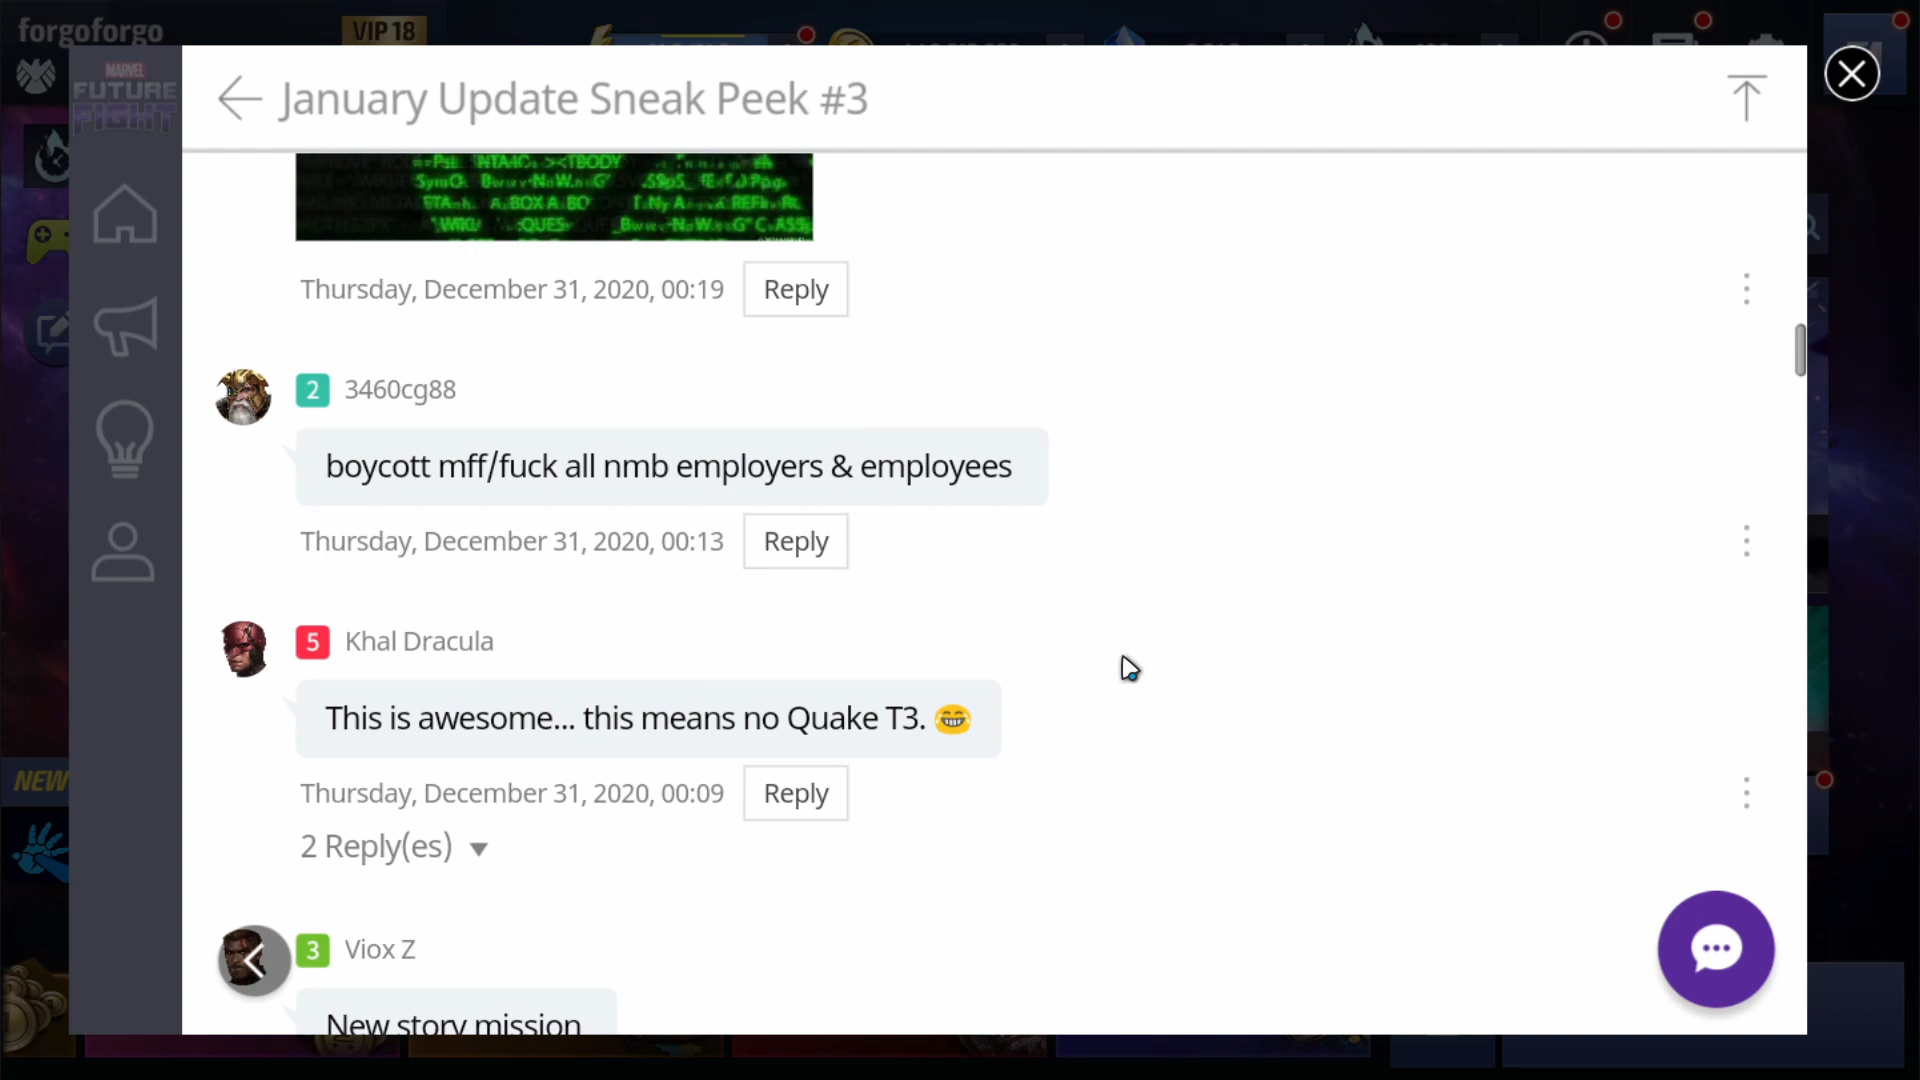 forgoforgo
VIP 18
MARVEL
FUTURE
FIGHT
January Update Sneak Peek #3
Thursday, December 31, 2020, 00:19
Reply
2
3460cg88
boycott mff/fuck all nmb employers & employees
Thursday, December 31, 2020, 00:13
Reply
5
Khal Dracula
This is awesome... this means no Quake T3. 😂
Thursday, December 31, 2020, 00:09
Reply
2 Reply(es)
NEW
3
Viox Z
New story mission